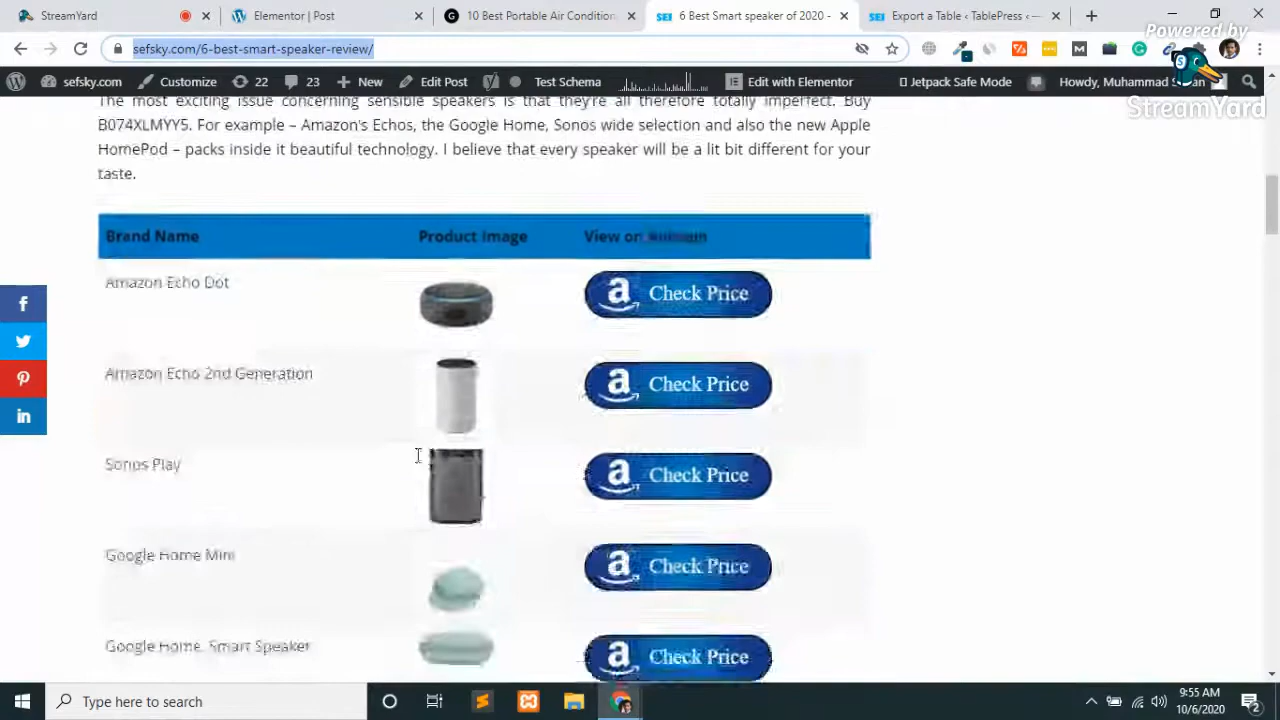 StreamYard
Elementor | Post
10 Best Portable Air Condition
6 Best Smart speaker of 2020 -
Export a Table ‹ TablePress ‹ —
Powered by
StreamYard
sefsky.com/6-best-smart-speaker-review/
sefsky.com
Customize
22
23
New
Edit Post
Test Schema
Edit with Elementor
Jetpack Safe Mode
The most exciting issue concerning sensible speakers is that they're all therefore totally imperfect. Buy
B074XLMYY5. For example – Amazon's Echos, the Google Home, Sonos wide selection and also the new Apple
HomePod – packs inside it beautiful technology. I believe that every speaker will be a lit bit different for your
taste.
Brand Name Product Image View on Amazon
Amazon Echo Dot
a Check Price
Amazon Echo 2nd Generation
a Check Price
Sonos Play
a Check Price
Google Home Mini
a Check Price
Google Home. Smart Speaker
a Check Price
f
in
Type here to search
9:55 AM
10/6/2020
2